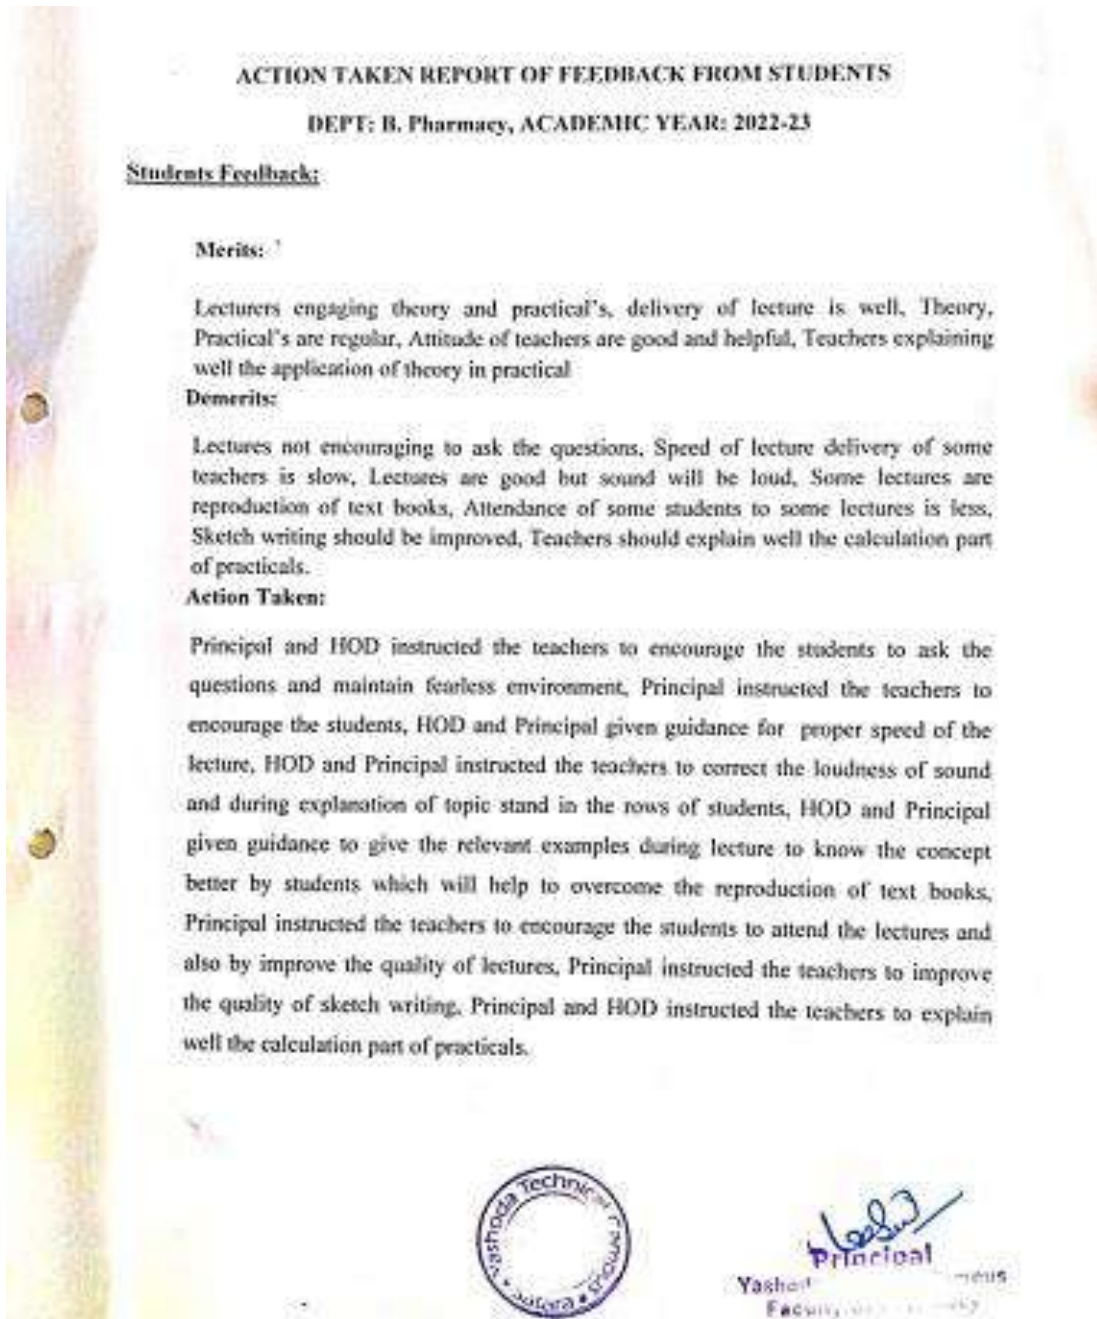 ACTION TAKEN REPORT OF FEEDBACK FROM STUDENTS
DEPT: B. Pharmacy, ACADEMIC YEAR: 2022-23
Students Feedback:
Merits:
Lecturers engaging theory and practical's, delivery of lecture is well, Theory,
Practical's are regular, Attitude of teachers are good and helpful, Teachers explaining
well the application of theory in practical
Demerits:
Lectures not encouraging to ask the questions, Speed of lecture delivery of some
teachers is slow, Lectures are good but sound will be loud, Some lectures are
reproduction of text books, Attendance of some students to some lectures is less,
Sketch writing should be improved, Teachers should explain well the calculation part
of practicals.
Action Taken:
Principal and HOD instructed the teachers to encourage the students to ask the
questions and maintain fearless environment, Principal instructed the teachers to
encourage the students, HOD and Principal given guidance for proper speed of the
lecture, HOD and Principal instructed the teachers to correct the loudness of sound
and during explanation of topic stand in the rows of students, HOD and Principal
given guidance to give the relevant examples during lecture to know the concept
better by students which will help to overcome the reproduction of text books,
Principal instructed the teachers to encourage the students to attend the lectures and
also by improve the quality of lectures, Principal instructed the teachers to improve
the quality of sketch writing, Principal and HOD instructed the teachers to explain
well the calculation part of practicals.
Yashoda Technical Campus • Satara •
Principal